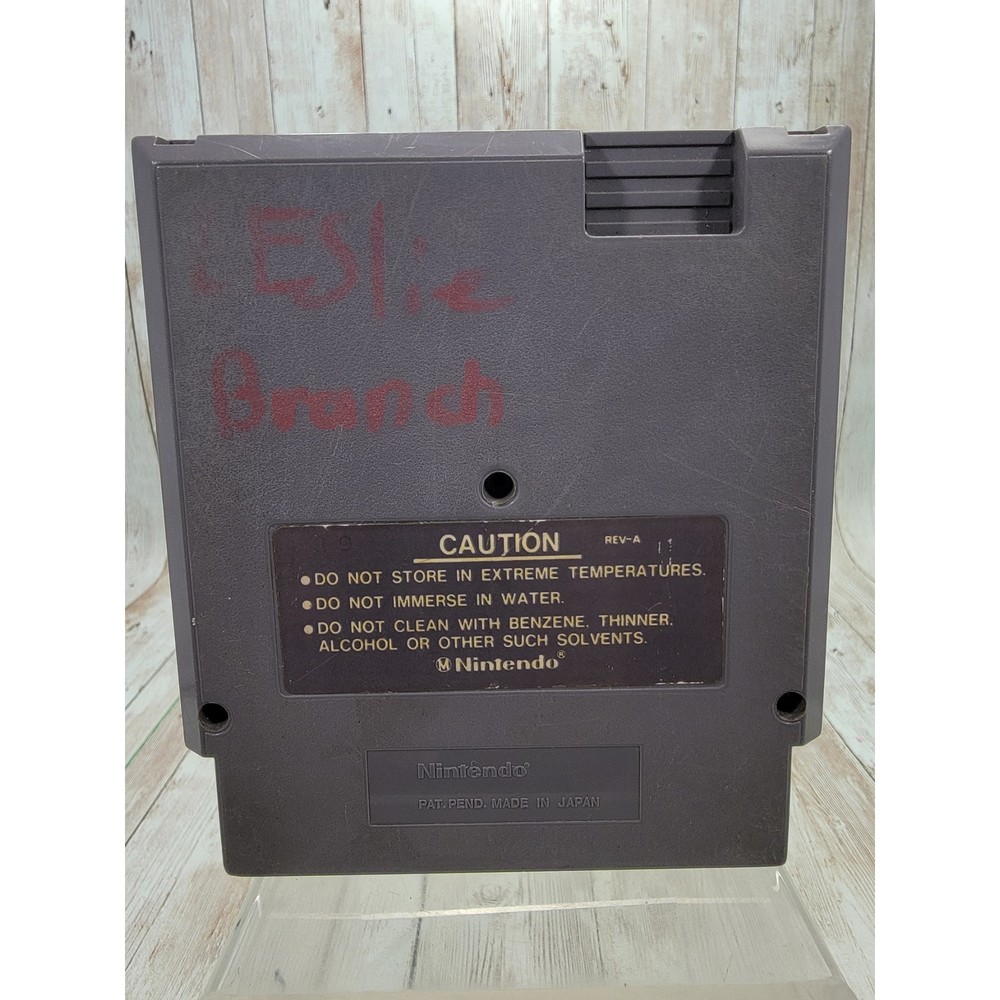 LESlie
Branch
CAUTION REV-A
• DO NOT STORE IN EXTREME TEMPERATURES.
• DO NOT IMMERSE IN WATER.
• DO NOT CLEAN WITH BENZENE, THINNER,
ALCOHOL OR OTHER SUCH SOLVENTS.
Ⓜ Nintendo®
Nintendo®
PAT. PEND. MADE IN JAPAN